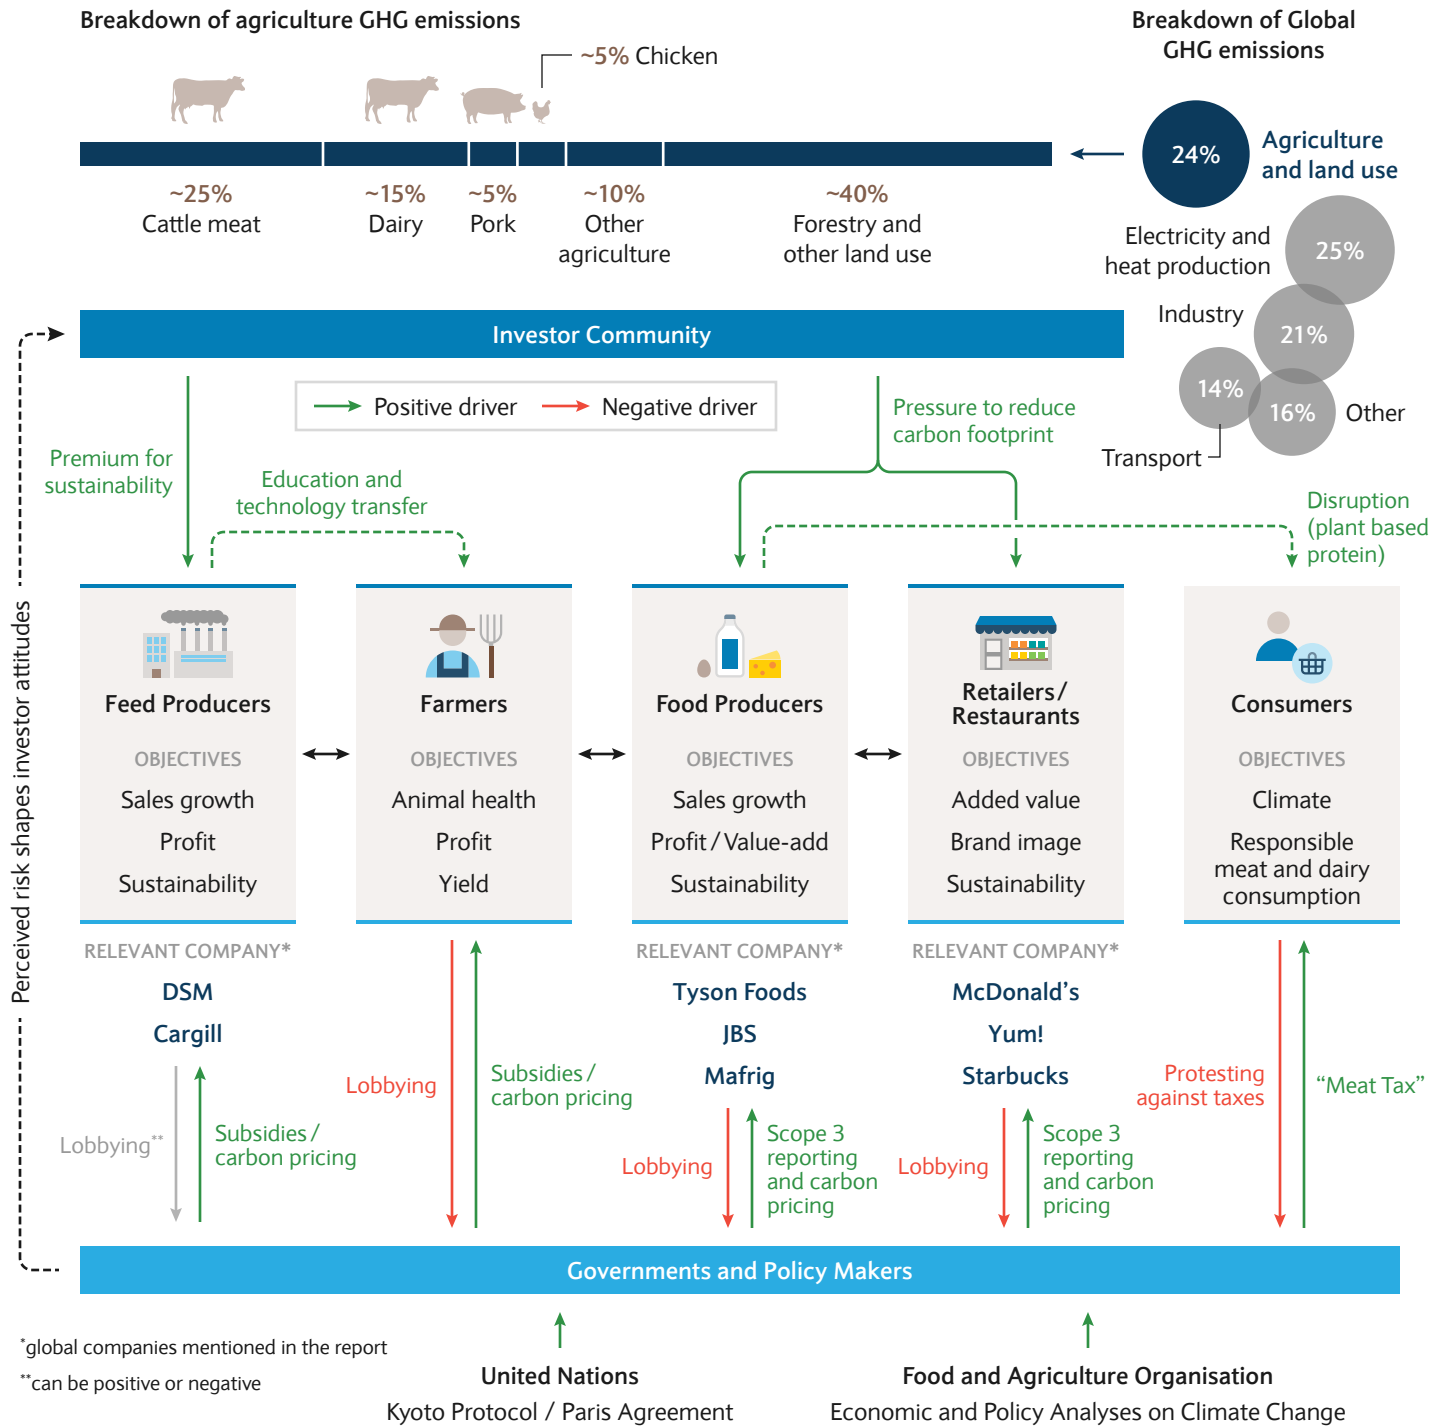 Breakdown of agriculture GHG emissions
~5% Chicken
~25%
Cattle meat
~15%
Dairy
~5%
Pork
~10%
Other
agriculture
~40%
Forestry and
other land use
Breakdown of Global
GHG emissions
24%
Agriculture
and land use
Electricity and
heat production
25%
Industry
21%
14%
Transport
16%
Other
Investor Community
Positive driver
Negative driver
Premium for
sustainability
Education and
technology transfer
Pressure to reduce
carbon footprint
Disruption
(plant based
protein)
Perceived risk shapes investor attitudes
Feed Producers
OBJECTIVES
Sales growth
Profit
Sustainability
RELEVANT COMPANY*
DSM
Cargill
Lobbying**
Subsidies /
carbon pricing
Farmers
OBJECTIVES
Animal health
Profit
Yield
Lobbying
Subsidies /
carbon pricing
Food Producers
OBJECTIVES
Sales growth
Profit / Value-add
Sustainability
RELEVANT COMPANY*
Tyson Foods
JBS
Mafrig
Lobbying
Scope 3
reporting
and carbon
pricing
Retailers /
Restaurants
OBJECTIVES
Added value
Brand image
Sustainability
RELEVANT COMPANY*
McDonald’s
Yum!
Starbucks
Lobbying
Scope 3
reporting
and carbon
pricing
Consumers
OBJECTIVES
Climate
Responsible
meat and dairy
consumption
Protesting
against taxes
“Meat Tax”
Governments and Policy Makers
*global companies mentioned in the report
**can be positive or negative
United Nations
Kyoto Protocol / Paris Agreement
Food and Agriculture Organisation
Economic and Policy Analyses on Climate Change